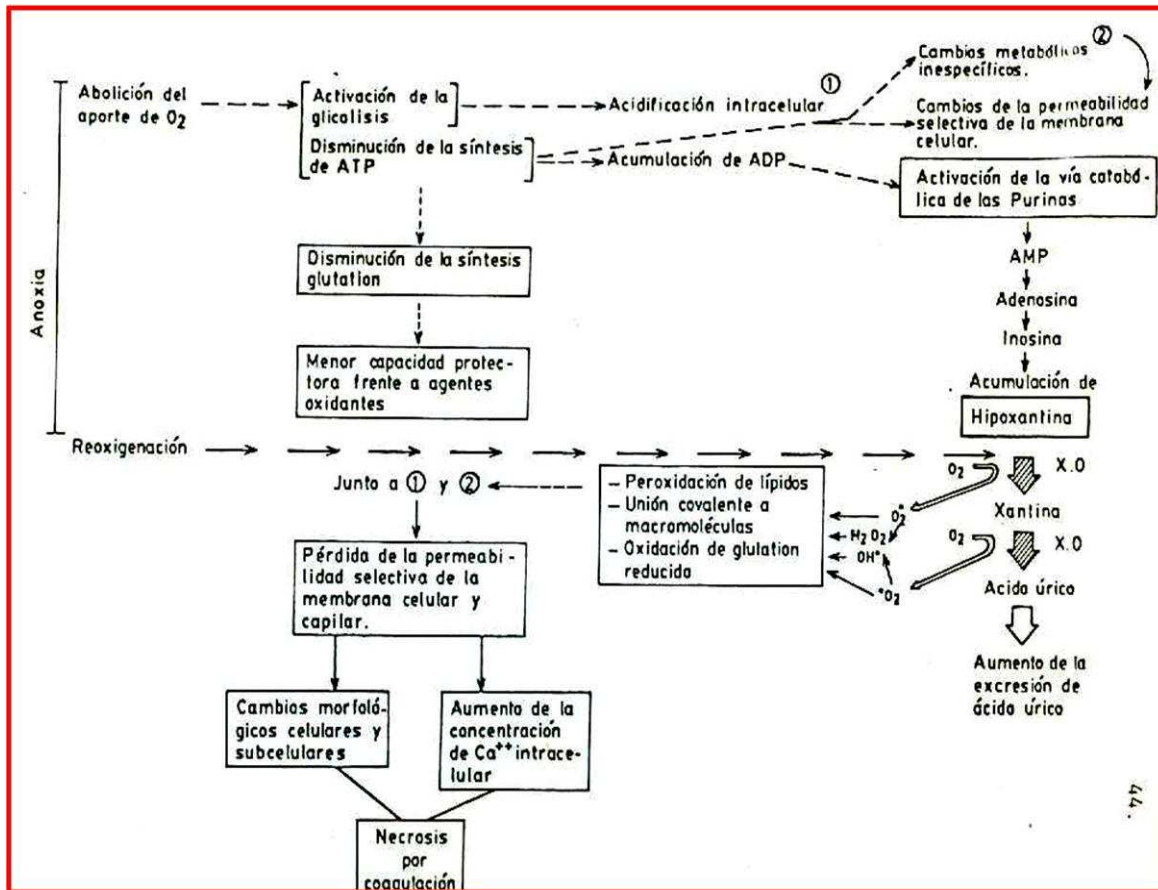 ②
Cambios metabólicos
inespecíficos.
①
Abolición del
aporte de O₂
Activación de la
glicolisis
Acidificación intracelular
Cambios de la permeabilidad
selectiva de la membrana
celular.
Disminución de la síntesis
de ATP
Acumulación de ADP
Activación de la vía catabó-
lica de las Purinas
Anoxia
Disminución de la síntesis
glutation
AMP
Adenosina
Inosina
Menor capacidad protec-
tora frente a agentes
oxidantes
Acumulación de
Hipoxantina
Reoxigenación
Junto a ① y ②
– Peroxidación de lípidos
– Unión covalente a
macromoléculas
– Oxidación de glutation
reducido
O₂
X.O
O₂•
Xantina
H₂O₂
OH•
O₂
X.O
•O₂
Acido úrico
Pérdida de la permeabi-
lidad selectiva de la
membrana celular y
capilar.
Aumento de la
excresión de
ácido úrico
Cambios morfoló-
gicos celulares y
subcelulares
Aumento de la
concentración
de Ca⁺⁺ intrace-
lular
44.
Necrosis
por
coagulación